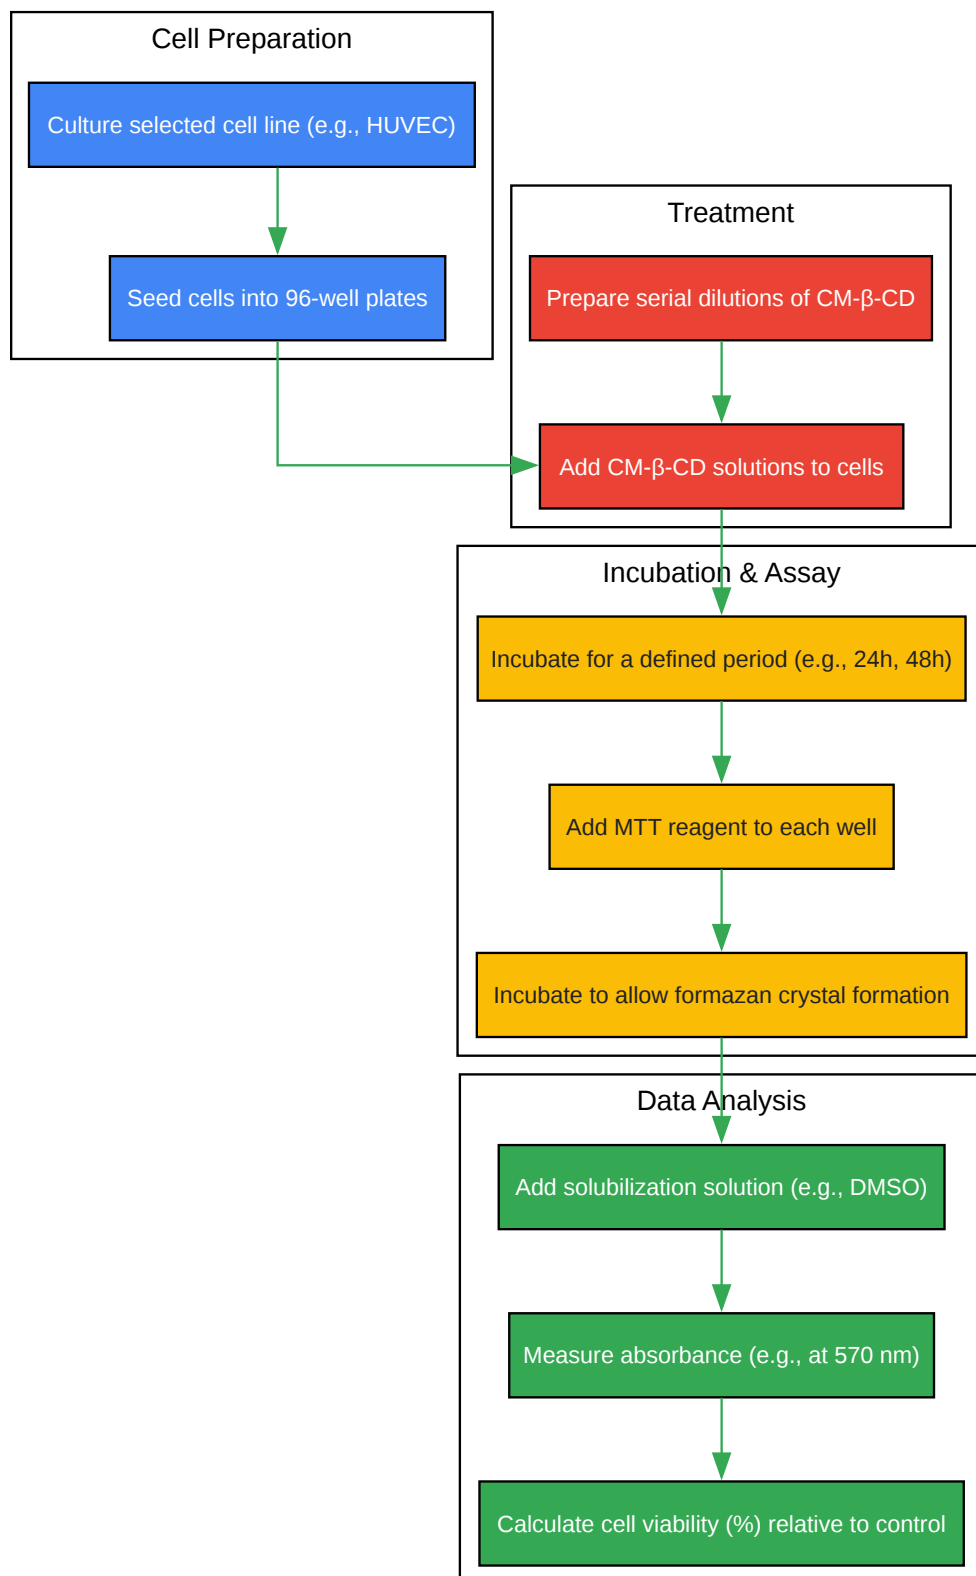 Cell Preparation
Culture selected cell line (e.g., HUVEC)
Seed cells into 96-well plates
Treatment
Prepare serial dilutions of CM-β-CD
Add CM-β-CD solutions to cells
Incubation & Assay
Incubate for a defined period (e.g., 24h, 48h)
Add MTT reagent to each well
Incubate to allow formazan crystal formation
Data Analysis
Add solubilization solution (e.g., DMSO)
Measure absorbance (e.g., at 570 nm)
Calculate cell viability (%) relative to control